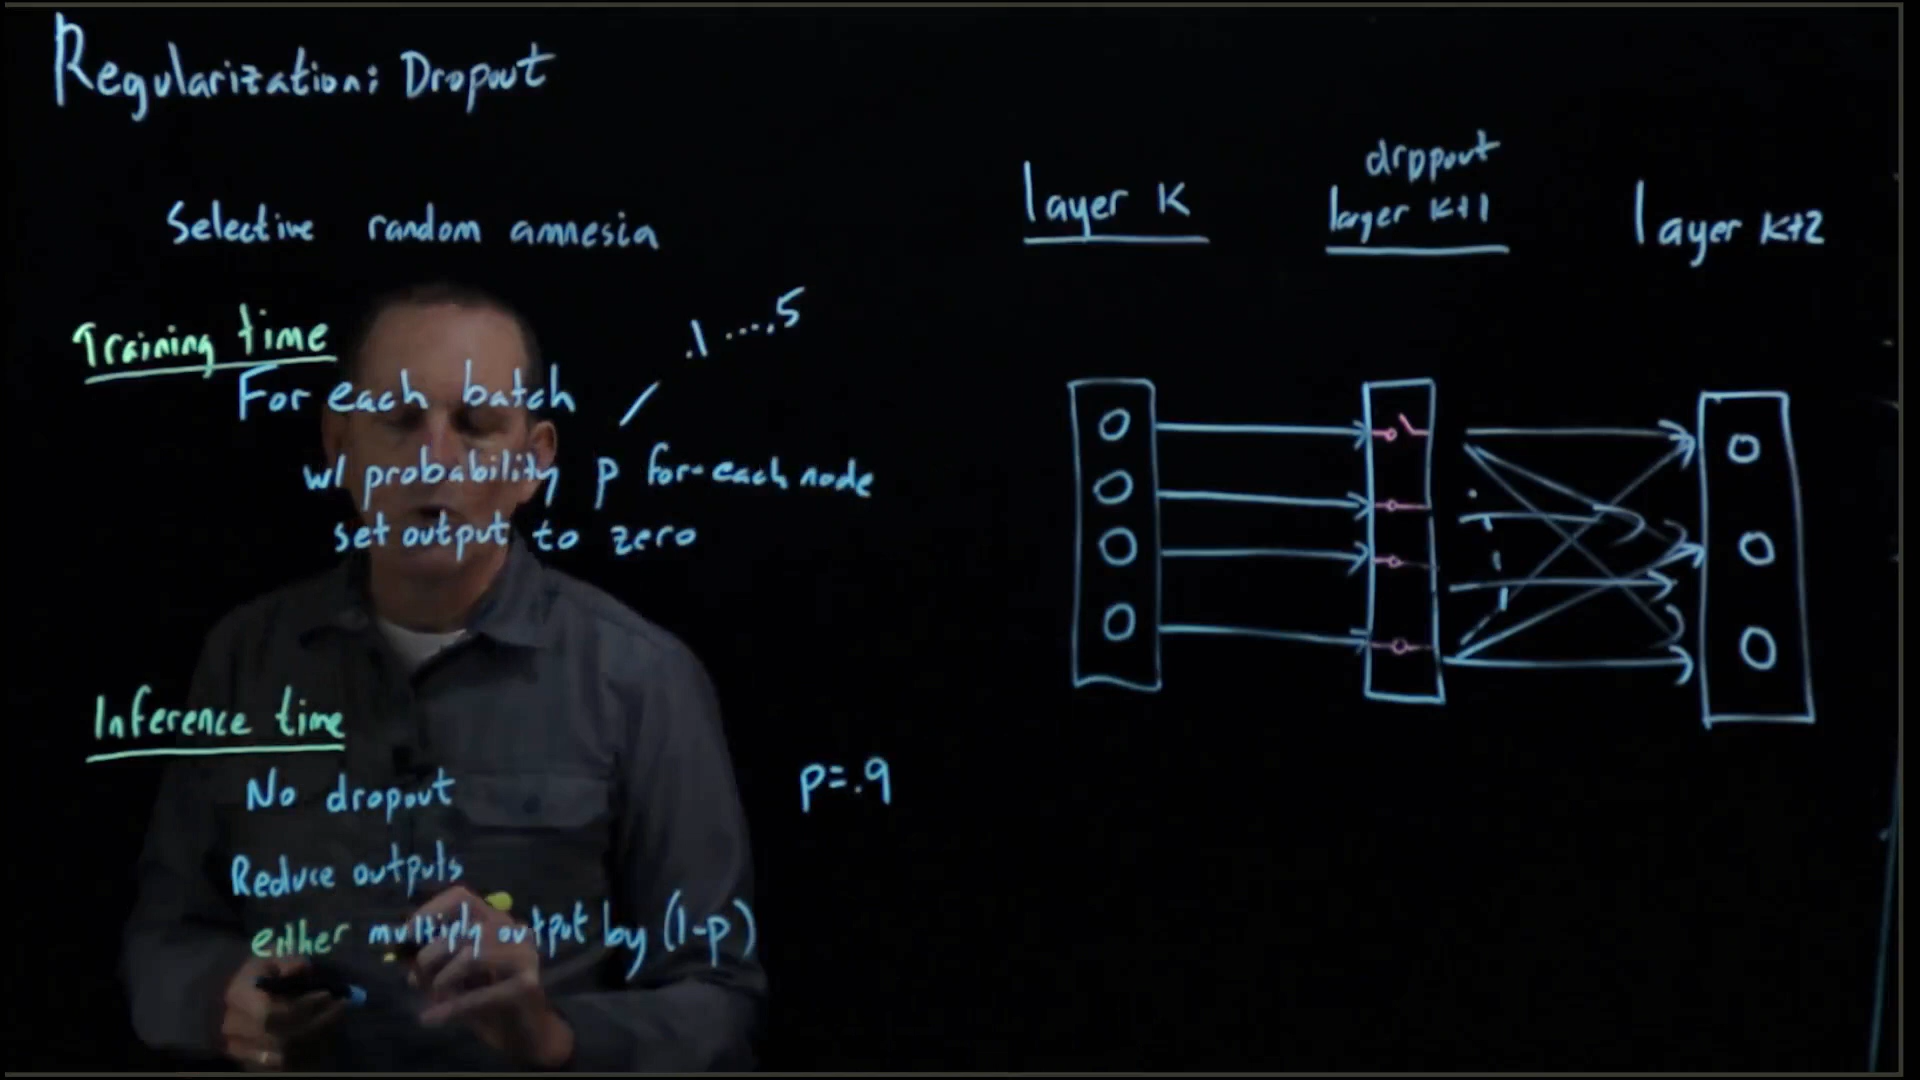 Regularization: Dropout
Selective random amnesia
Training time
.1 ....5
For each batch
w/ probability p for each node
set output to zero
Inference time
No dropout
p=.9
Reduce outputs
either multiply output by (1-p)
layer K
dropout
layer K+1
layer K+2